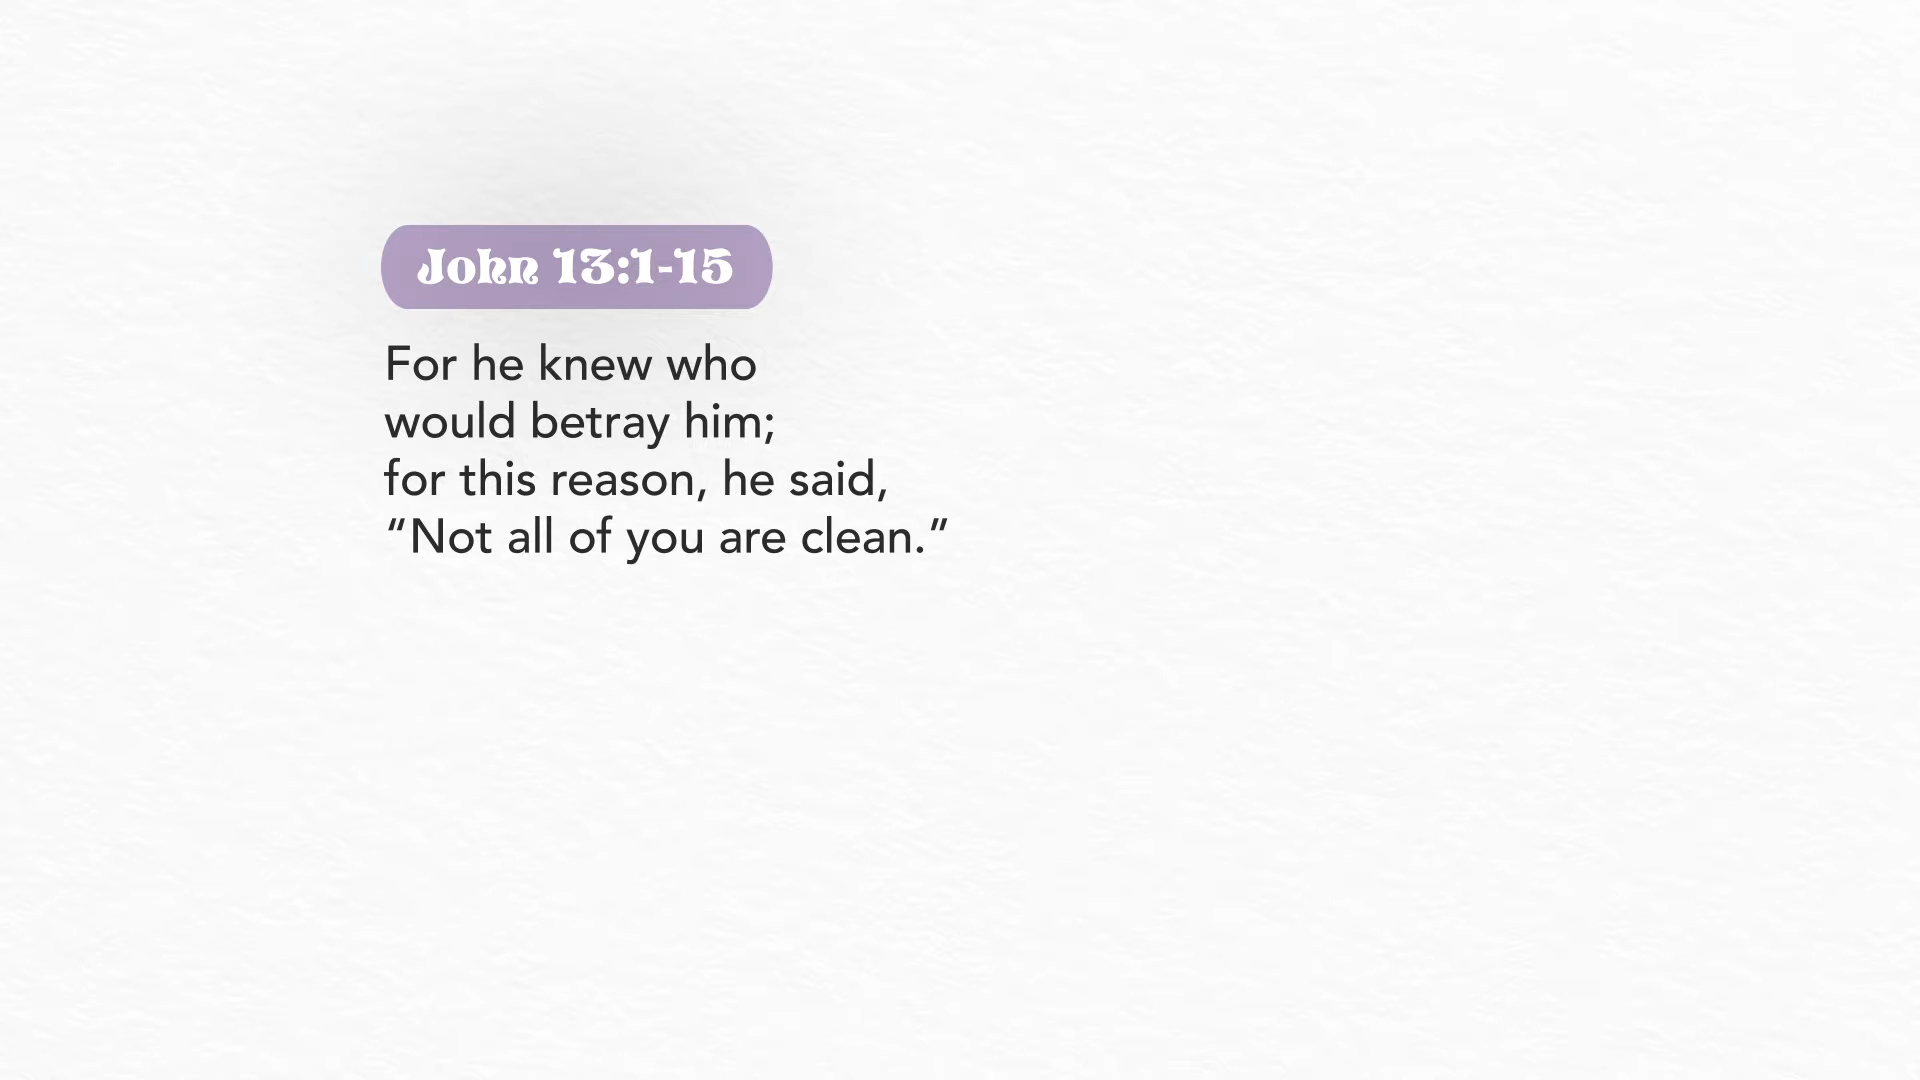 John 13:1-15
For he knew who
would betray him;
for this reason, he said,
“Not all of you are clean.”